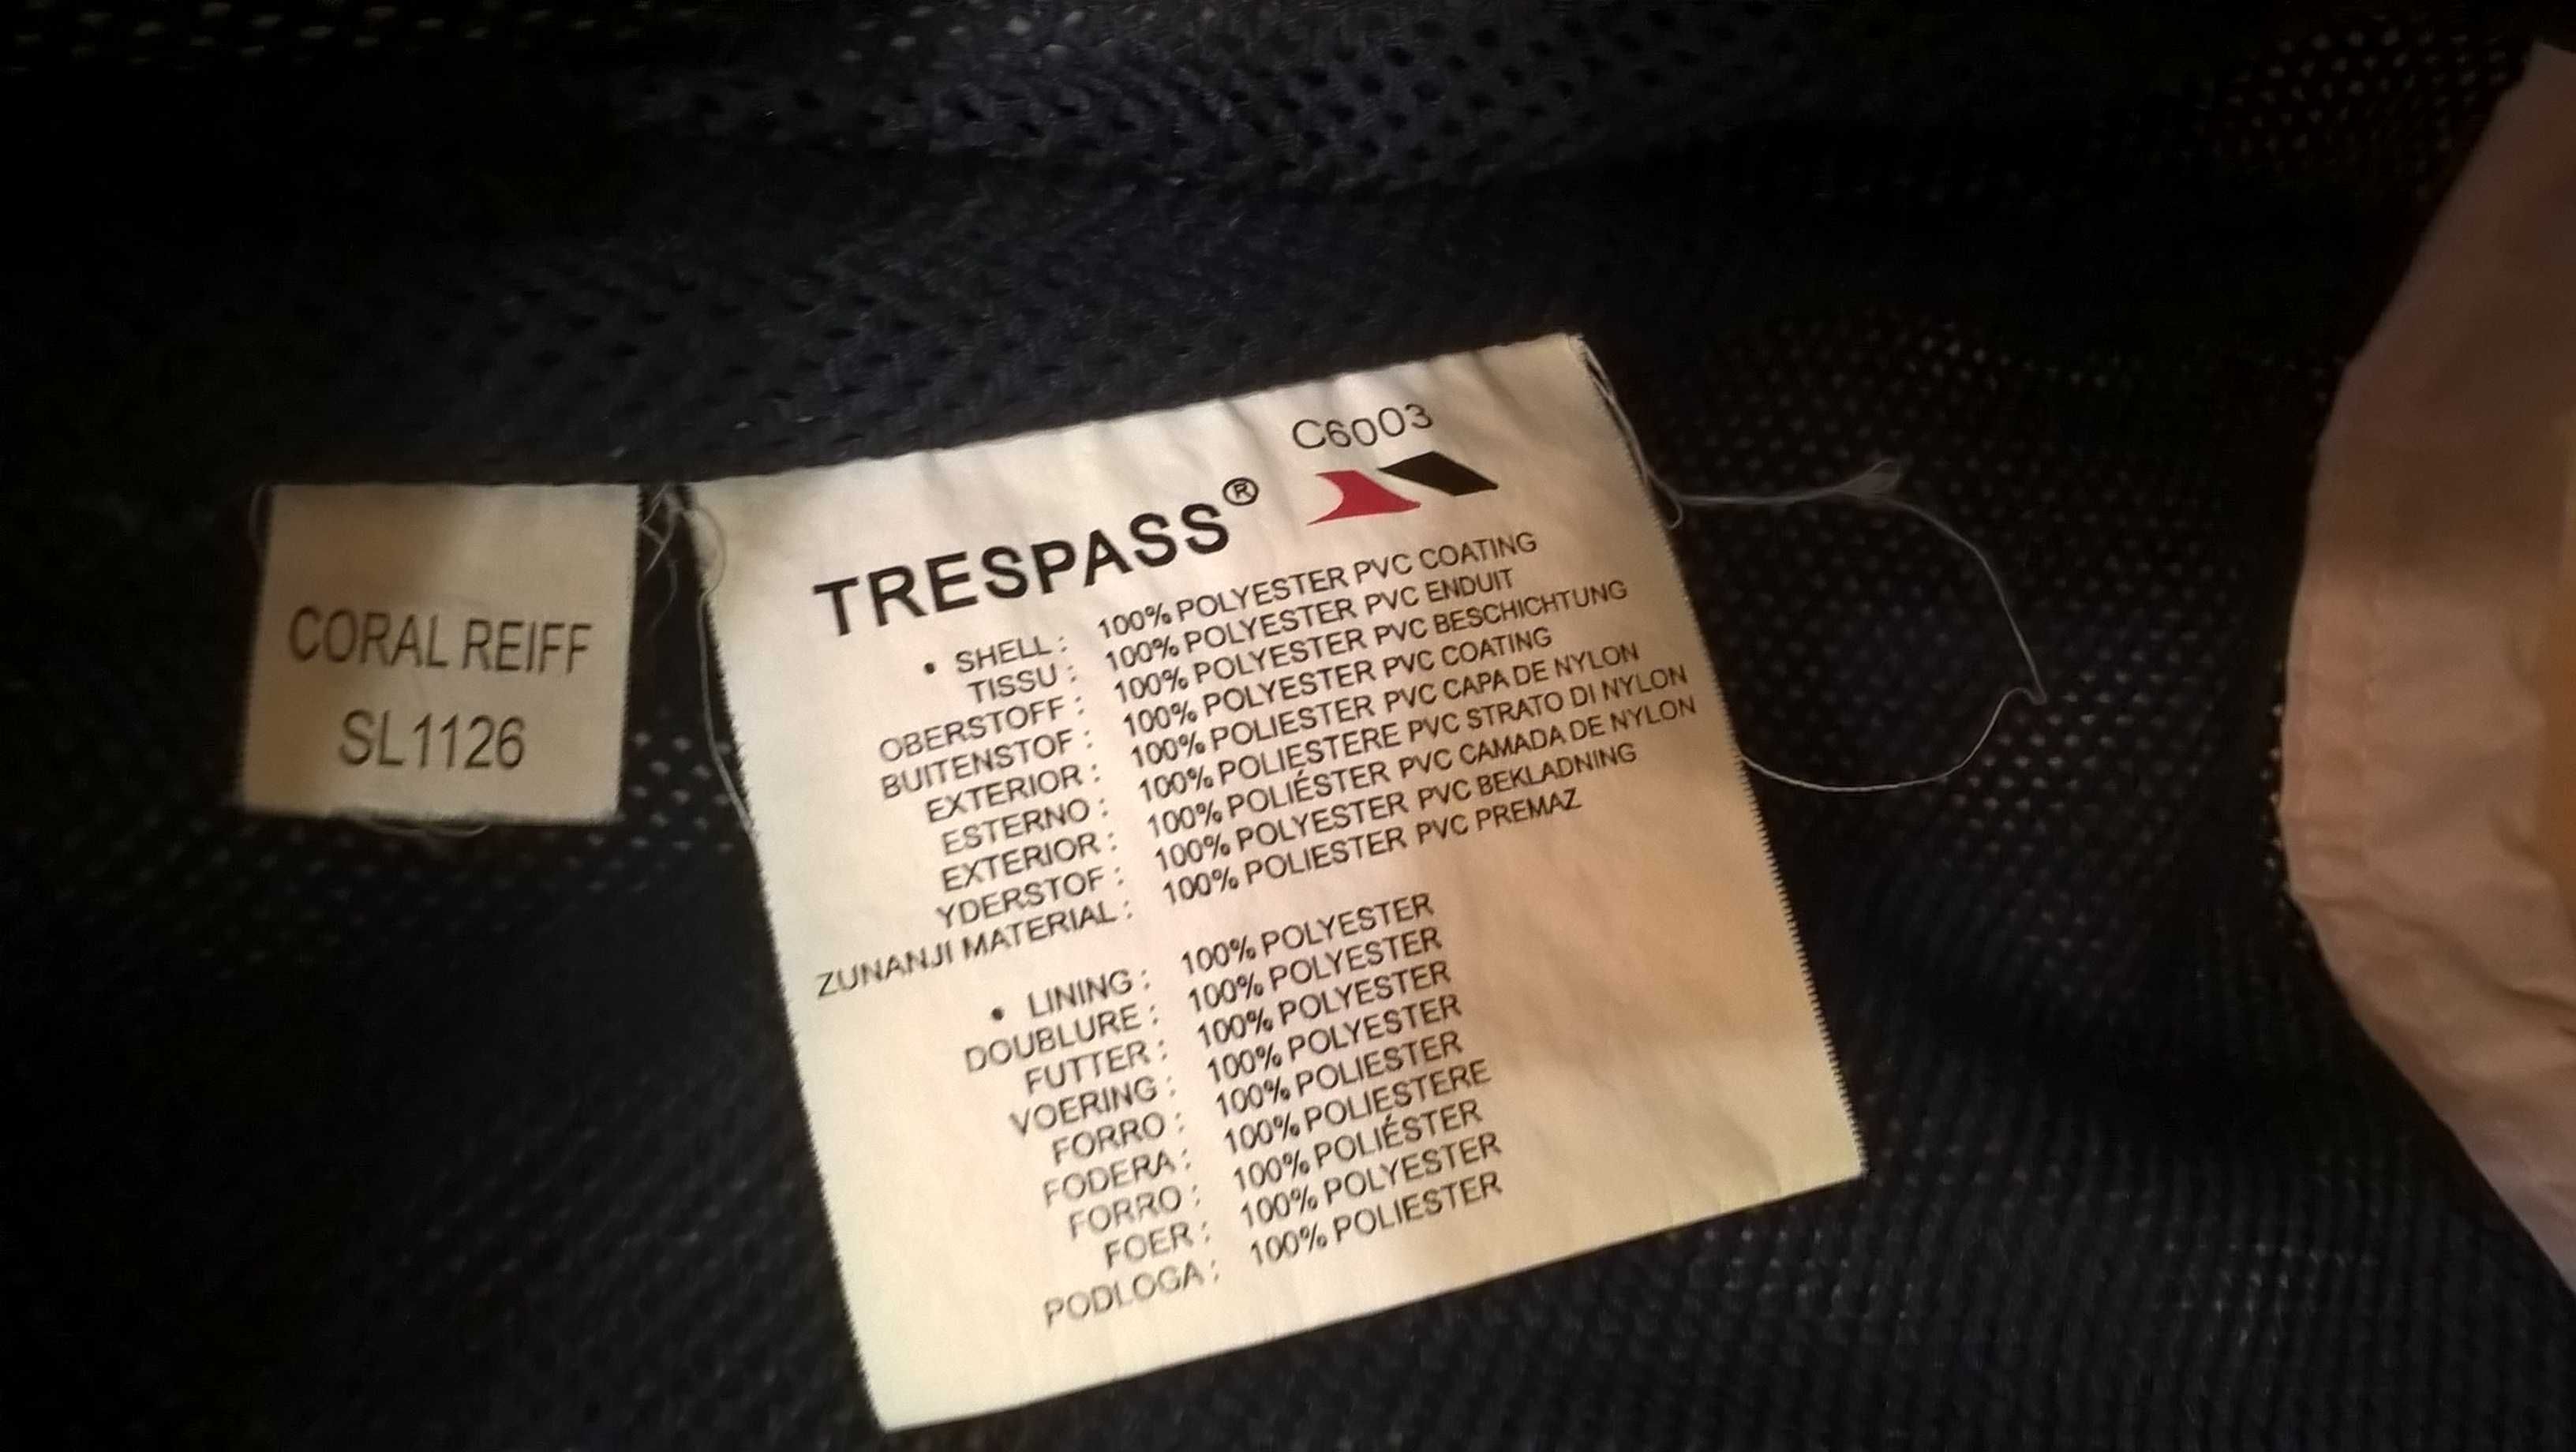 CORAL REIFF
SL1126
C6003
TRESPASS®
• SHELL : 100% POLYESTER PVC COATING
TISSU : 100% POLYESTER PVC ENDUIT
OBERSTOFF : 100% POLYESTER PVC BESCHICHTUNG
BUITENSTOF : 100% POLYESTER PVC COATING
EXTERIOR : 100% POLIESTER PVC CAPA DE NYLON
ESTERNO : 100% POLIESTERE PVC STRATO DI NYLON
EXTERIOR : 100% POLIÉSTER PVC CAMADA DE NYLON
YDERSTOF : 100% POLYESTER PVC BEKLADNING
ZUNANJI MATERIAL : 100% POLIESTER PVC PREMAZ
• LINING : 100% POLYESTER
DOUBLURE : 100% POLYESTER
FUTTER : 100% POLYESTER
VOERING : 100% POLYESTER
FORRO : 100% POLIESTER
FODERA : 100% POLIESTERE
FORRO : 100% POLIÉSTER
FOER : 100% POLYESTER
PODLOGA : 100% POLIESTER